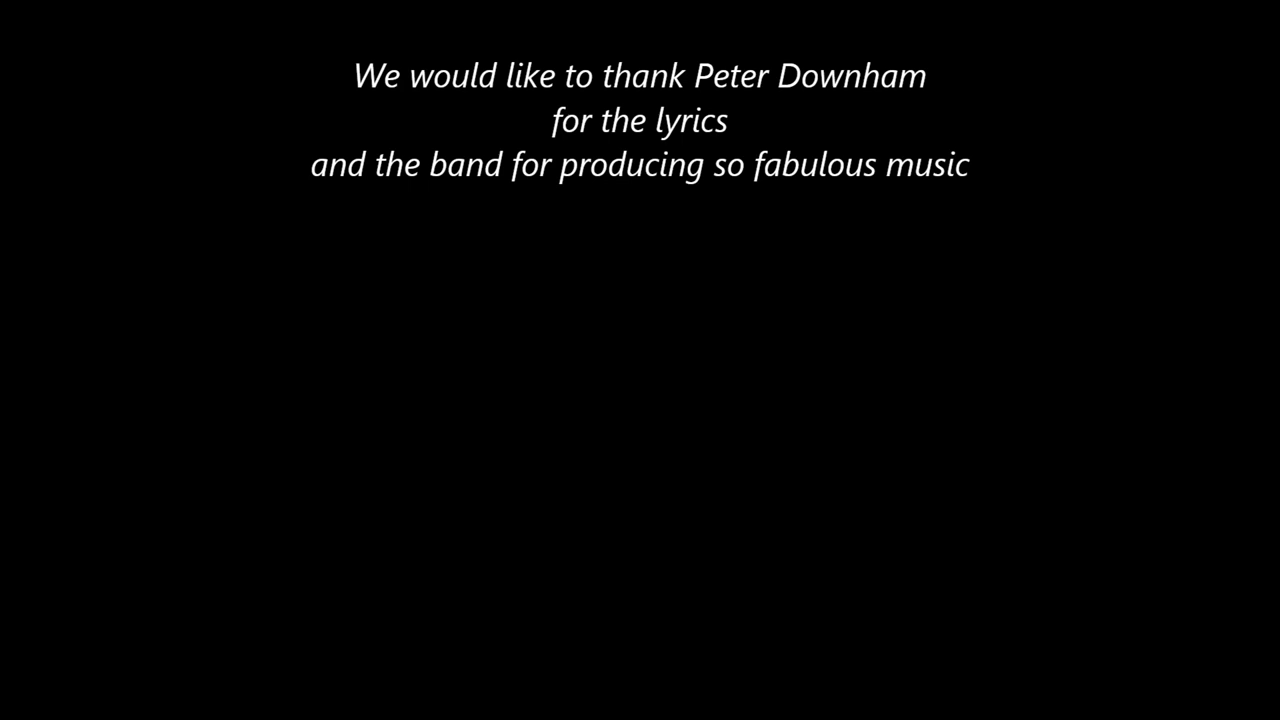 We would like to thank Peter Downham
for the lyrics
and the band for producing so fabulous music